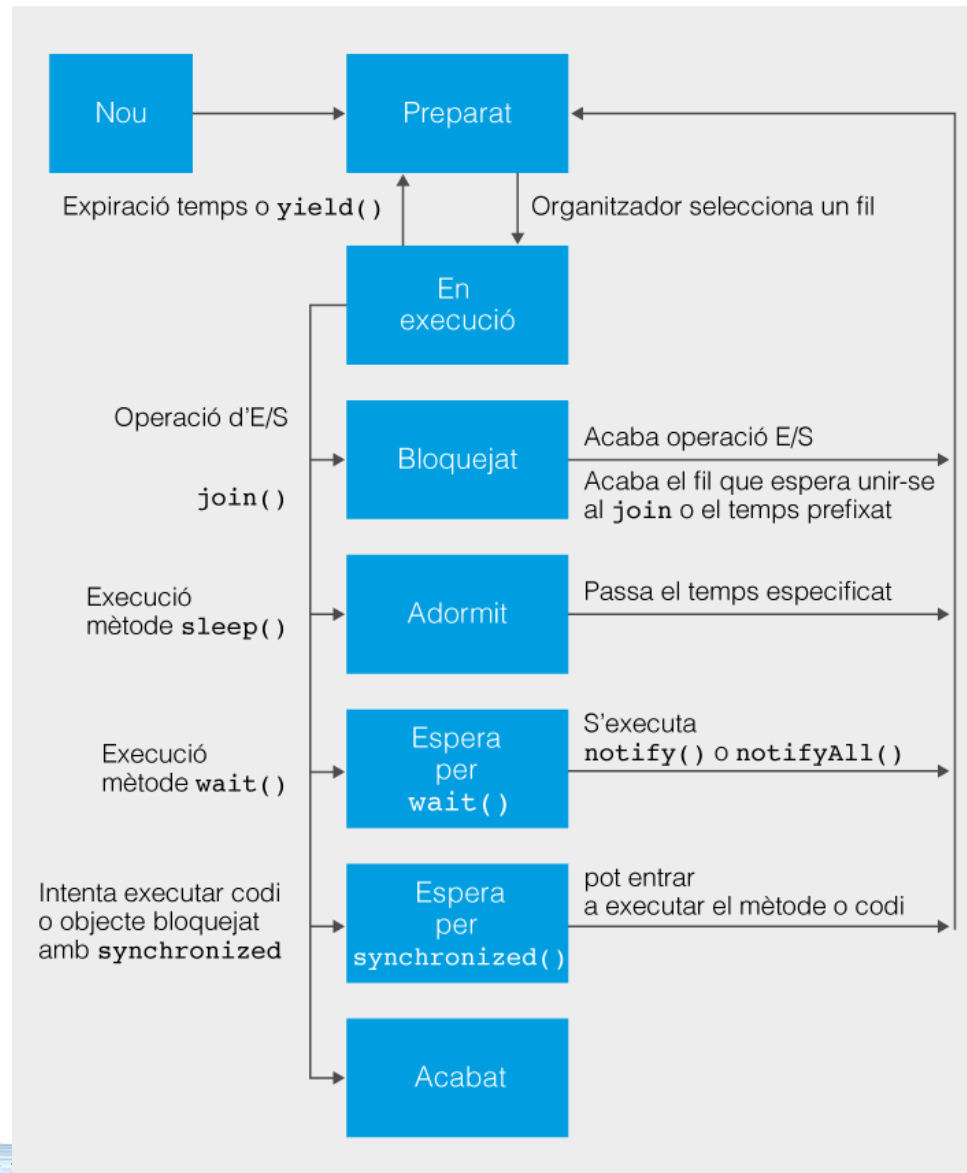 Nou
Preparat
Expiració temps o yield()
Organitzador selecciona un fil
En
execució
Operació d'E/S
join()
Bloquejat
Acaba operació E/S
Acaba el fil que espera unir-se
al join o el temps prefixat
Execució
mètode sleep()
Adormit
Passa el temps especificat
Execució
mètode wait()
Espera
per
wait()
S'executa
notify() o notifyAll()
Intenta executar codi
o objecte bloquejat
amb synchronized
Espera
per
synchronized()
pot entrar
a executar el mètode o codi
Acabat